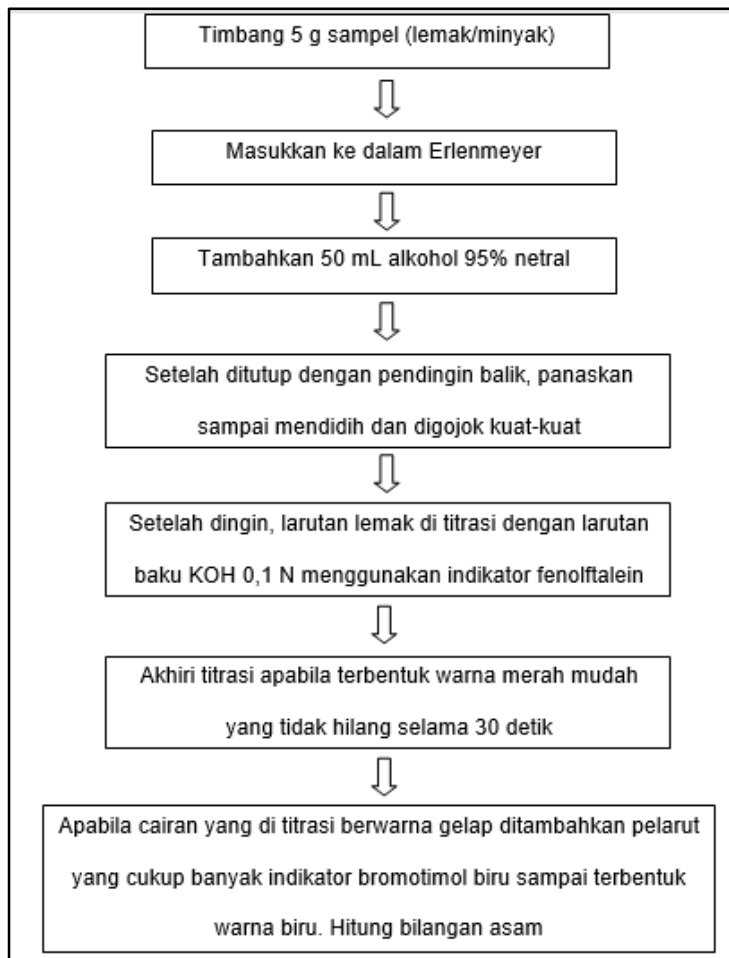 Timbang 5 g sampel (lemak/minyak)
Masukkan ke dalam Erlenmeyer
Tambahkan 50 mL alkohol 95% netral
Setelah ditutup dengan pendingin balik, panaskan
sampai mendidih dan digojok kuat-kuat
Setelah dingin, larutan lemak di titrasi dengan larutan
baku KOH 0,1 N menggunakan indikator fenolftalein
Akhiri titrasi apabila terbentuk warna merah mudah
yang tidak hilang selama 30 detik
Apabila cairan yang di titrasi berwarna gelap ditambahkan pelarut
yang cukup banyak indikator bromotimol biru sampai terbentuk
warna biru. Hitung bilangan asam